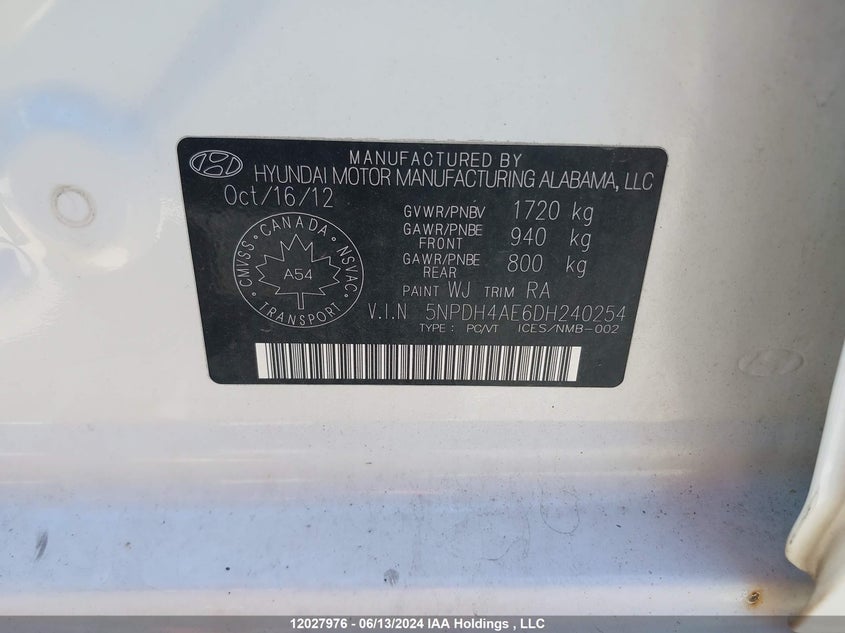 MANUFACTURED BY
HYUNDAI MOTOR MANUFACTURING ALABAMA, LLC
Oct/16/12
GVWR/PNBV 1720 kg
GAWR/PNBE FRONT 940 kg
GAWR/PNBE REAR 800 kg
PAINT WJ TRIM RA
CANADA
CMVSS NSVAC
A54
TRANSPORT
V.I.N 5NPDH4AE6DH240254
TYPE : PC/VT ICES/NMB-002
12027976 - 06/13/2024 IAA Holdings , LLC